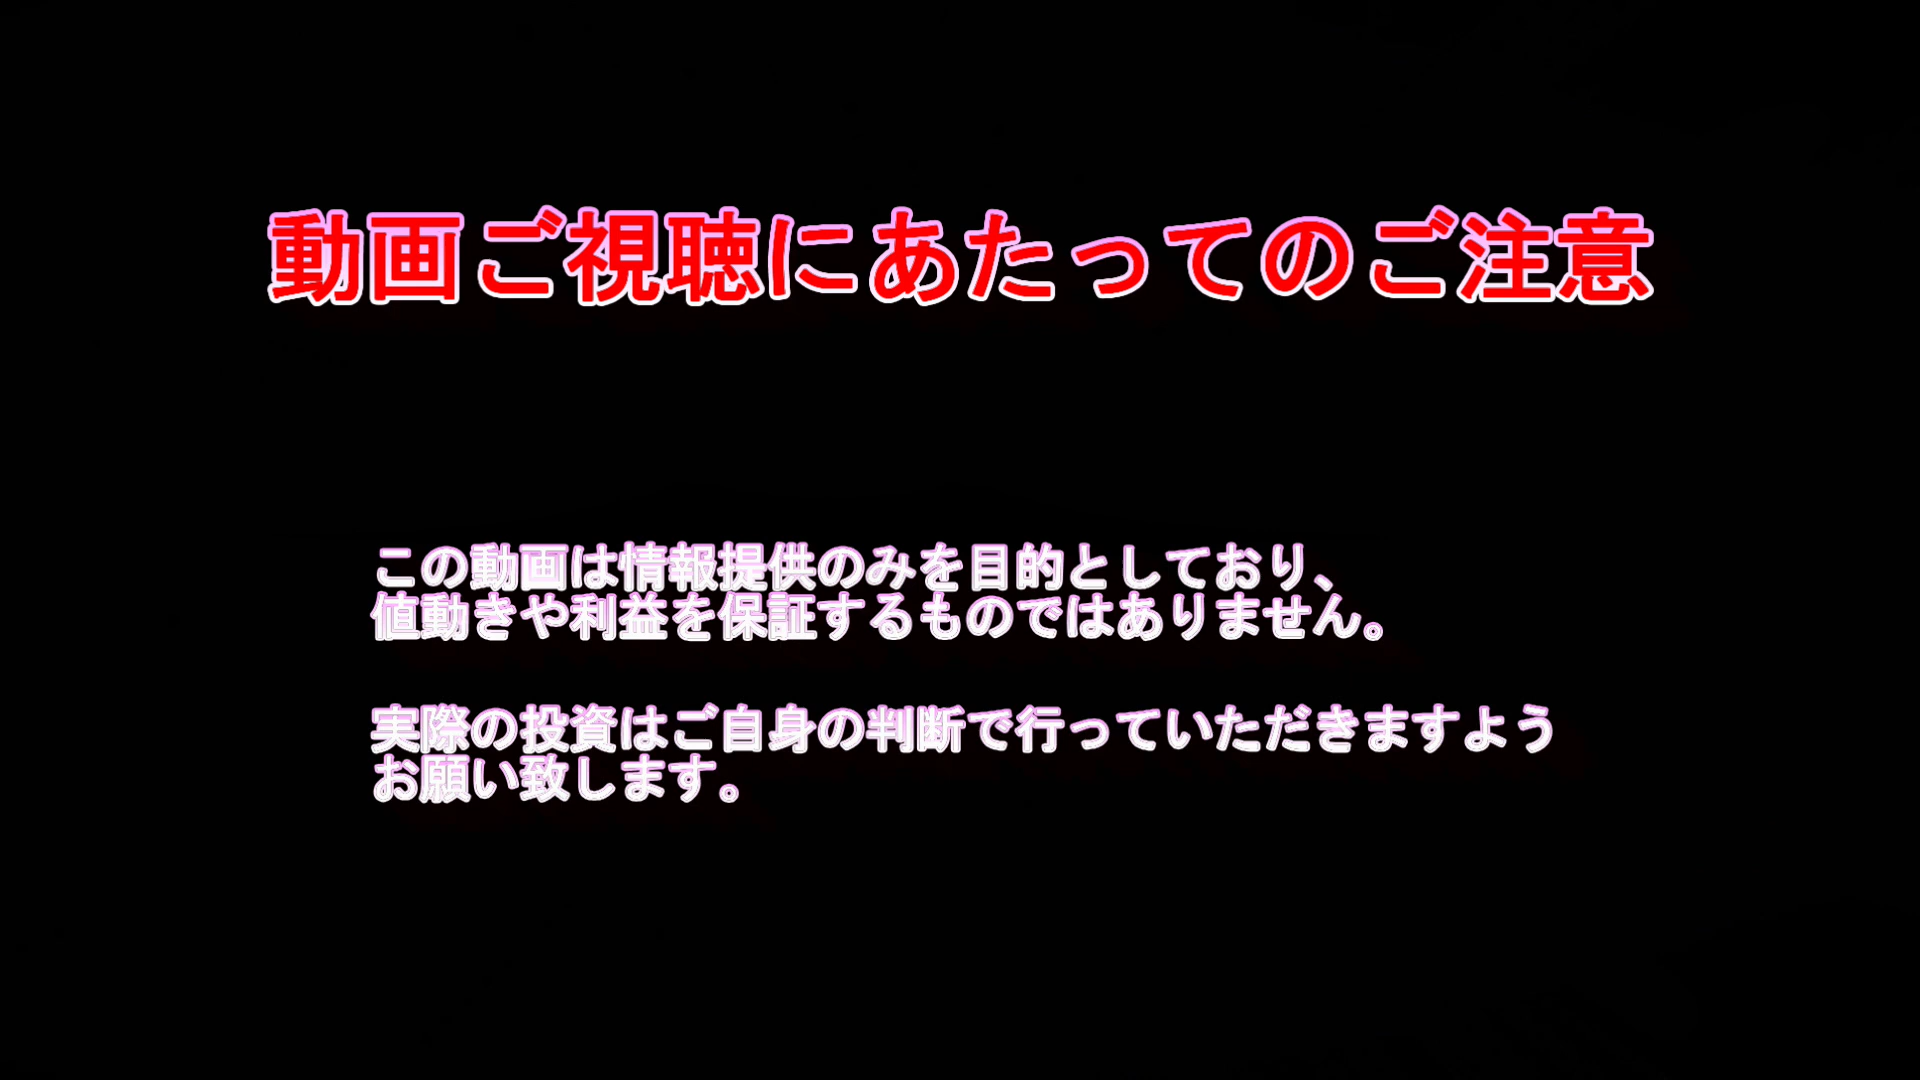 動画ご視聴にあたってのご注意
この動画は情報提供のみを目的としており、
値動きや利益を保証するものではありません。
実際の投資はご自身の判断で行っていただきますよう
お願い致します。